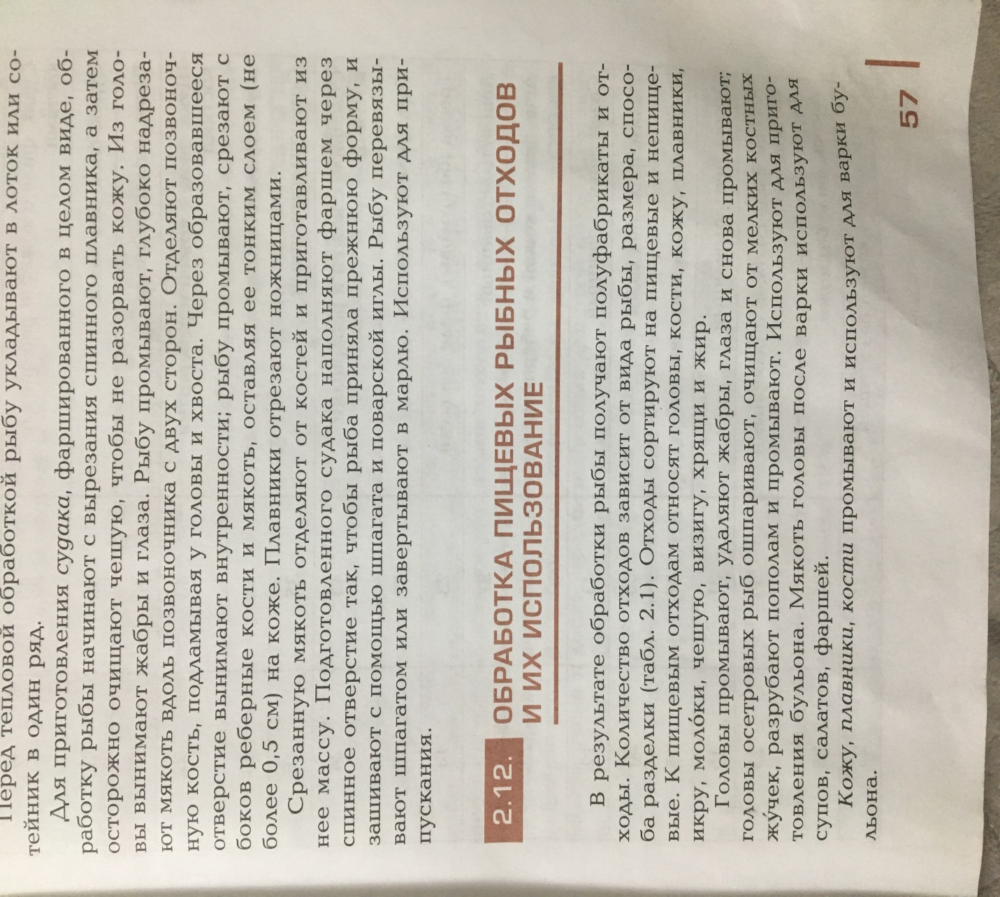 Перед тепловой обработкой рыбу укладывают в лоток или со-
тейник в один ряд.
Для приготовления судака, фаршированного в целом виде, об-
работку рыбы начинают с вырезания спинного плавника, а затем
осторожно очищают чешую, чтобы не разорвать кожу. Из голо-
вы вынимают жабры и глаза. Рыбу промывают, глубоко надреза-
ют мякоть вдоль позвоночника с двух сторон. Отделяют позвоноч-
ную кость, подламывая у головы и хвоста. Через образовавшееся
отверстие вынимают внутренности; рыбу промывают, срезают с
боков реберные кости и мякоть, оставляя ее тонким слоем (не
более 0,5 см) на коже. Плавники отрезают ножницами.
Срезанную мякоть отделяют от костей и приготавливают из
нее массу. Подготовленного судака наполняют фаршем через
спинное отверстие так, чтобы рыба приняла прежнюю форму, и
зашивают с помощью шпагата и поварской иглы. Рыбу перевязы-
вают шпагатом или завертывают в марлю. Используют для при-
пускания.
2.12. ОБРАБОТКА ПИЩЕВЫХ РЫБНЫХ ОТХОДОВ
И ИХ ИСПОЛЬЗОВАНИЕ
В результате обработки рыбы получают полуфабрикаты и от-
ходы. Количество отходов зависит от вида рыбы, размера, спосо-
ба разделки (табл. 2.1). Отходы сортируют на пищевые и непище-
вые. К пищевым отходам относят головы, кости, кожу, плавники,
икру, моло́ки, чешую, визигу, хрящи и жир.
Головы промывают, удаляют жабры, глаза и снова промывают;
головы осетровых рыб ошпаривают, очищают от мелких костных
жу́чек, разрубают пополам и промывают. Используют для приго-
товления бульона. Мякоть головы после варки используют для
супов, салатов, фаршей.
Кожу, плавники, кости промывают и используют для варки бу-
льона.
57